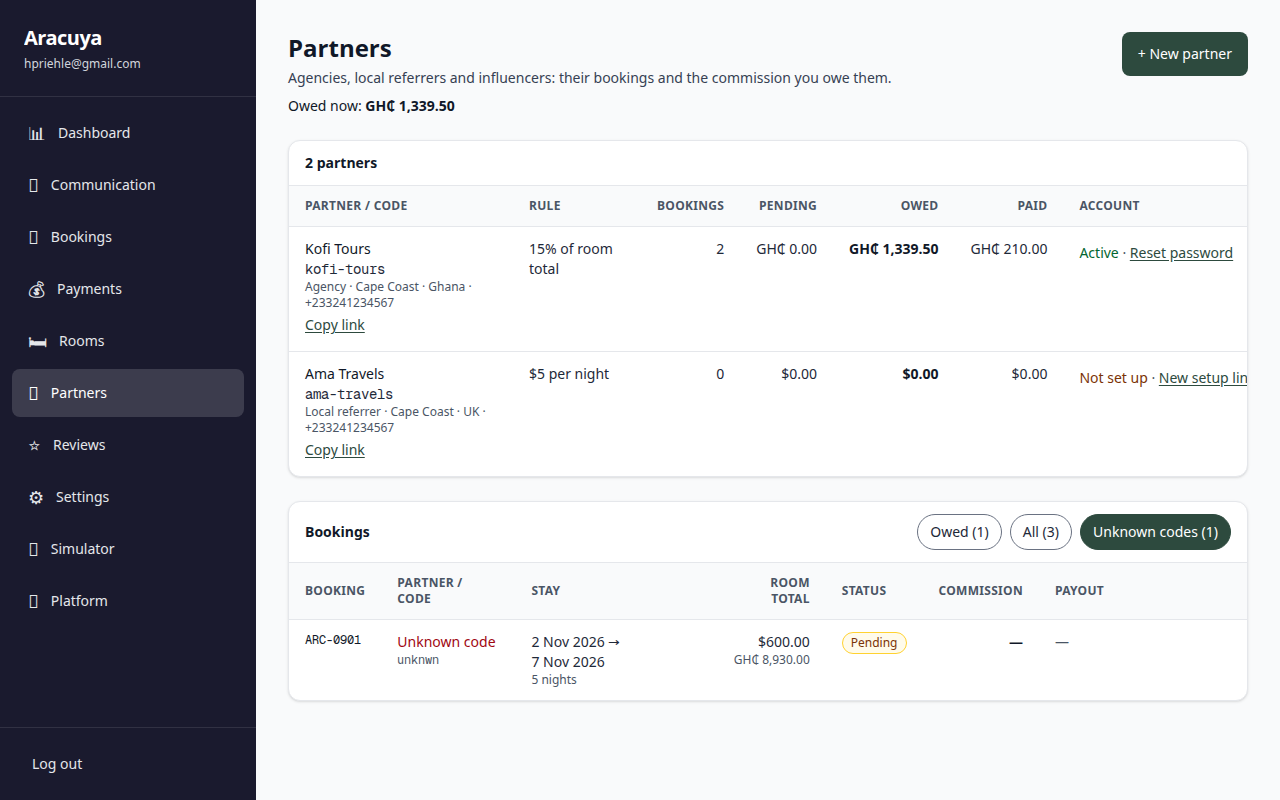 Aracuya
hpriehle@gmail.com
Dashboard
Communication
Bookings
Payments
Rooms
Partners
Reviews
Settings
Simulator
Platform
Log out
Partners
+ New partner
Agencies, local referrers and influencers: their bookings and the commission you owe them.
Owed now: GH₵ 1,339.50
2 partners
PARTNER / CODE RULE BOOKINGS PENDING OWED PAID ACCOUNT
Kofi Tours 15% of room 2 GH₵ 0.00 GH₵ 1,339.50 GH₵ 210.00 Active · Reset password
kofi-tours total
Agency · Cape Coast · Ghana ·
+233241234567
Copy link
Ama Travels $5 per night 0 $0.00 $0.00 $0.00 Not set up · New setup lin
ama-travels
Local referrer · Cape Coast · UK ·
+233241234567
Copy link
Bookings Owed (1) All (3) Unknown codes (1)
BOOKING PARTNER / CODE STAY ROOM TOTAL STATUS COMMISSION PAYOUT
ARC-0901 Unknown code 2 Nov 2026 → $600.00 Pending — —
unknwn 7 Nov 2026 GH₵ 8,930.00
5 nights